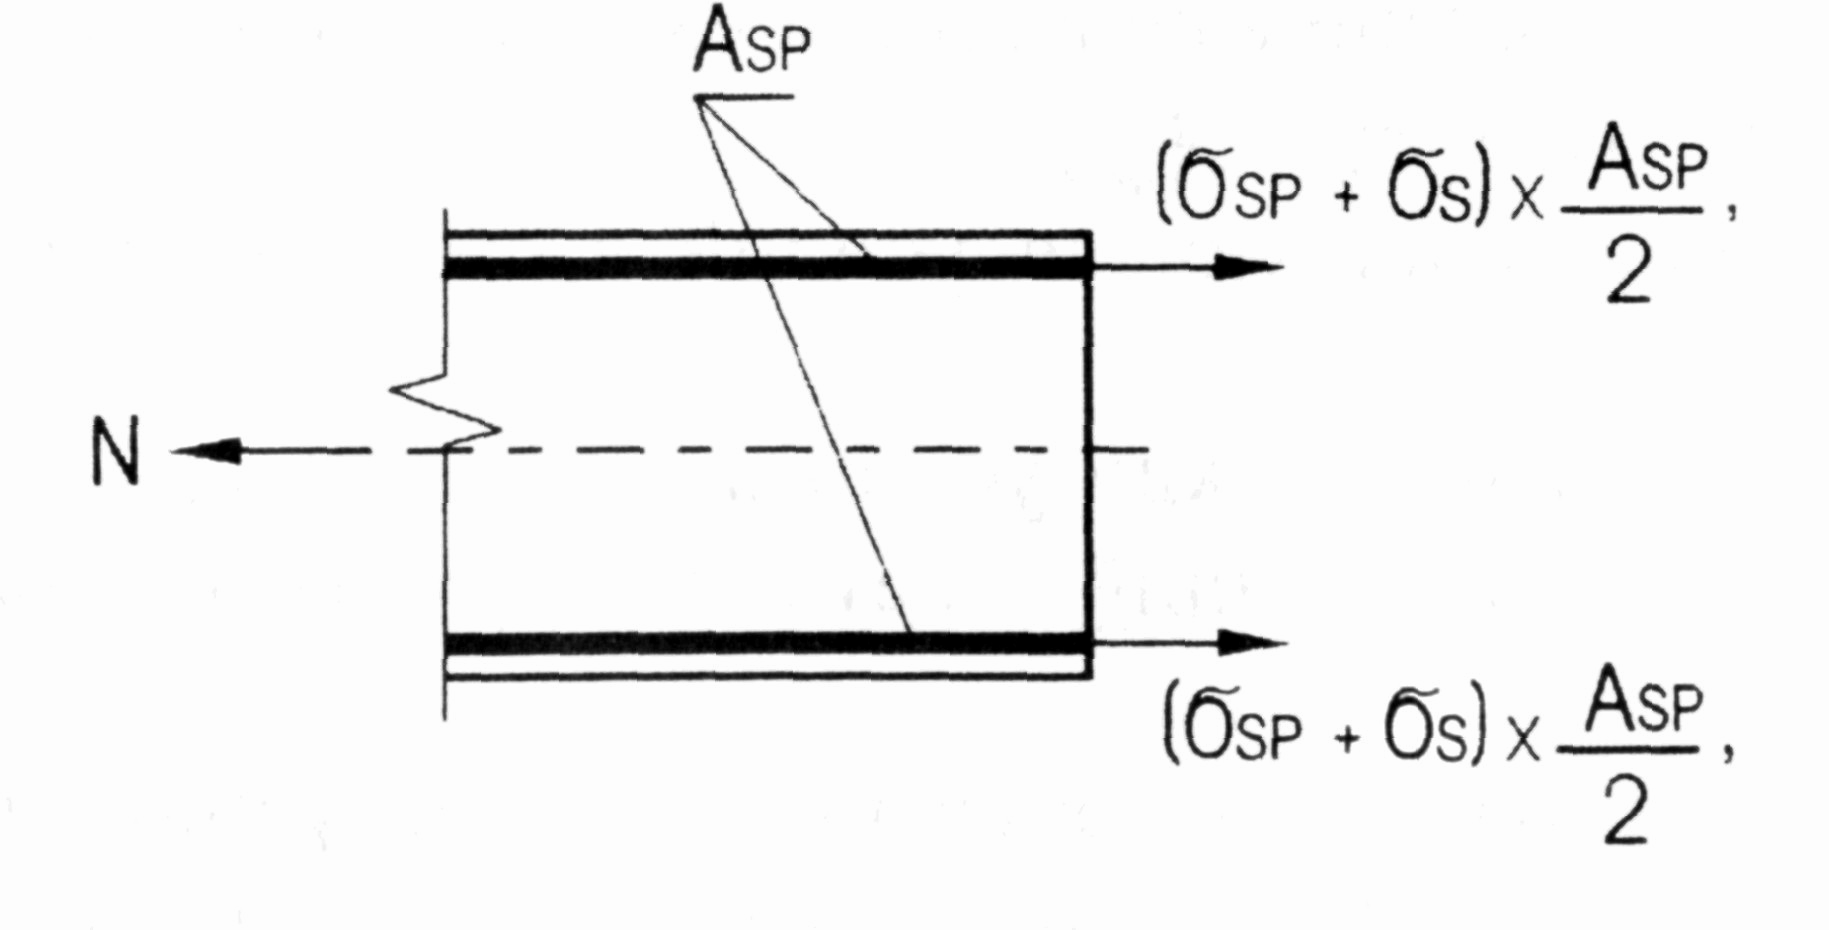 Asp
(σsp + σs) × Asp/2,
N
(σsp + σs) × Asp/2,